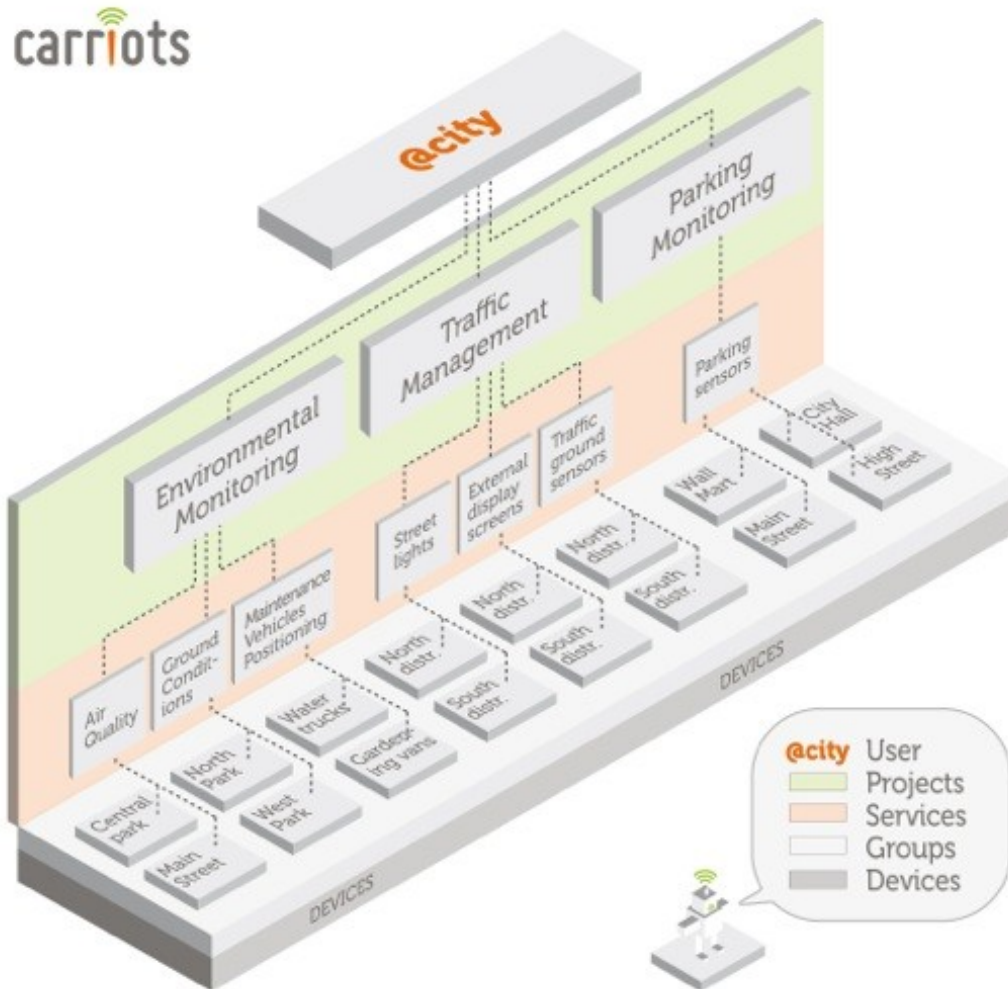 carriots
@city
Parking
Monitoring
Traffic
Management
Environmental
Monitoring
Parking
sensors
Traffic
ground
sensors
External
display
screens
Street
lights
Maintenance
Vehicles
Positioning
Ground
Condit-
ions
Air
Quality
City
Hall
High
Street
Wall
Mart
Main
Street
North
distr.
South
distr.
North
distr.
South
distr.
North
distr.
South
distr.
Water
trucks
Garden-
ing vans
North
Park
West
Park
Central
park
Main
Street
DEVICES
DEVICES
@city User
Projects
Services
Groups
Devices